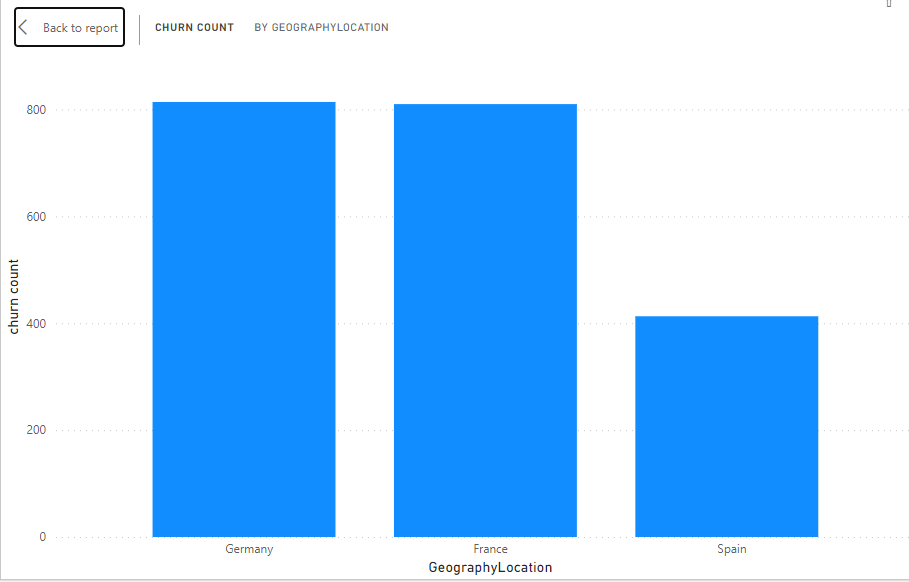 Back to report
CHURN COUNT BY GEOGRAPHYLOCATION
800
600
400
200
0
churn count
Germany France Spain
GeographyLocation